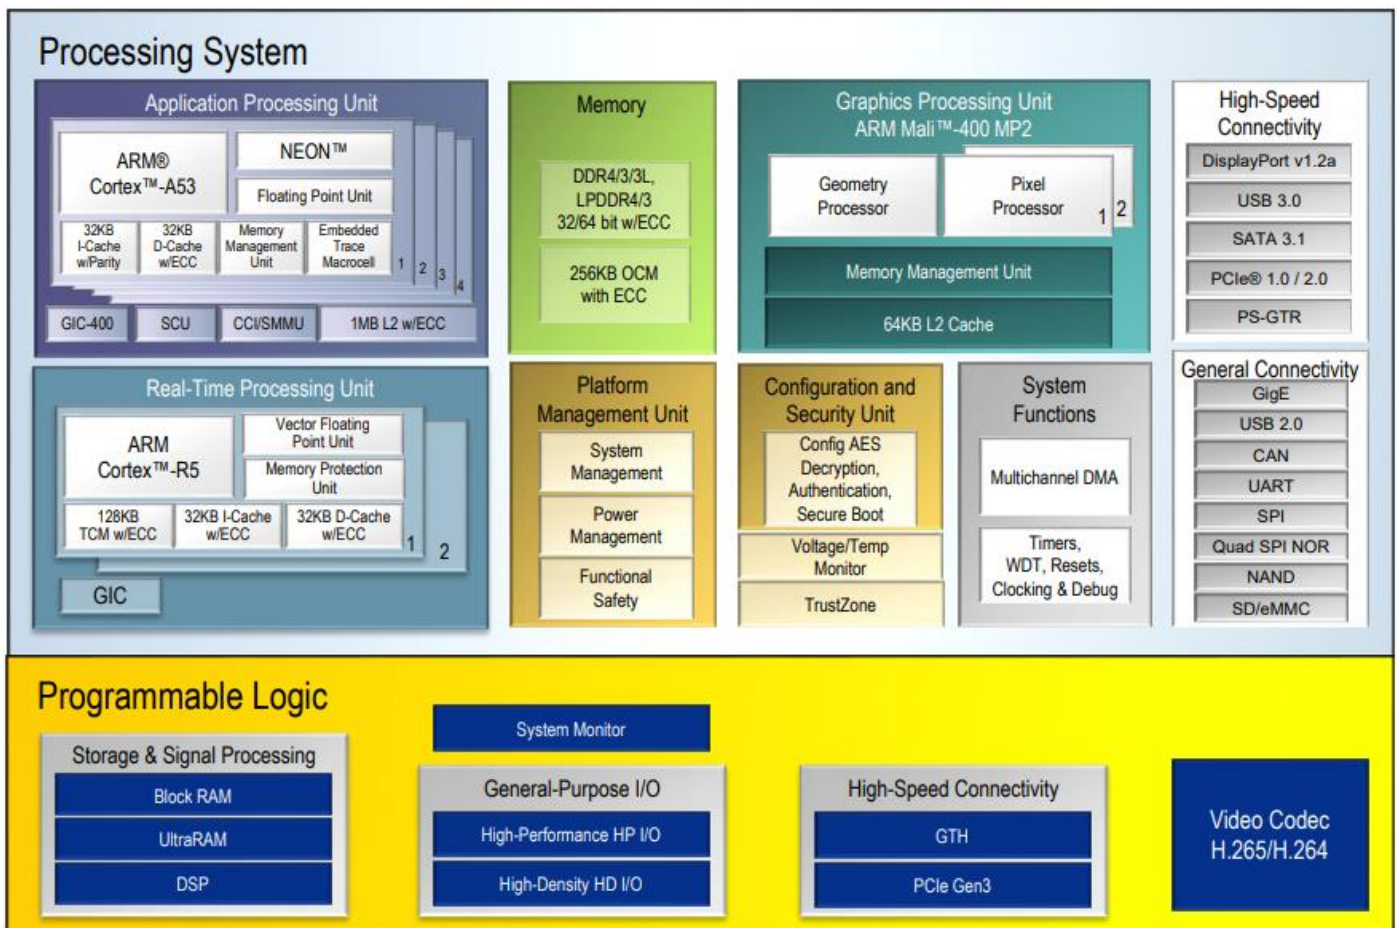 Processing System
Application Processing Unit
ARM®
Cortex™-A53
NEON™
Floating Point Unit
32KB
I-Cache
w/Parity
32KB
D-Cache
w/ECC
Memory
Management
Unit
Embedded
Trace
Macrocell
1
2
3
4
GIC-400
SCU
CCI/SMMU
1MB L2 w/ECC
Memory
DDR4/3/3L,
LPDDR4/3
32/64 bit w/ECC
256KB OCM
with ECC
Graphics Processing Unit
ARM Mali™-400 MP2
Geometry
Processor
Pixel
Processor
1
2
Memory Management Unit
64KB L2 Cache
High-Speed
Connectivity
DisplayPort v1.2a
USB 3.0
SATA 3.1
PCIe® 1.0 / 2.0
PS-GTR
Real-Time Processing Unit
ARM
Cortex™-R5
Vector Floating
Point Unit
Memory Protection
Unit
128KB
TCM w/ECC
32KB I-Cache
w/ECC
32KB D-Cache
w/ECC
1
2
GIC
Platform
Management Unit
System
Management
Power
Management
Functional
Safety
Configuration and
Security Unit
Config AES
Decryption,
Authentication,
Secure Boot
Voltage/Temp
Monitor
TrustZone
System
Functions
Multichannel DMA
Timers,
WDT, Resets,
Clocking & Debug
General Connectivity
GigE
USB 2.0
CAN
UART
SPI
Quad SPI NOR
NAND
SD/eMMC
Programmable Logic
Storage & Signal Processing
Block RAM
UltraRAM
DSP
System Monitor
General-Purpose I/O
High-Performance HP I/O
High-Density HD I/O
High-Speed Connectivity
GTH
PCIe Gen3
Video Codec
H.265/H.264